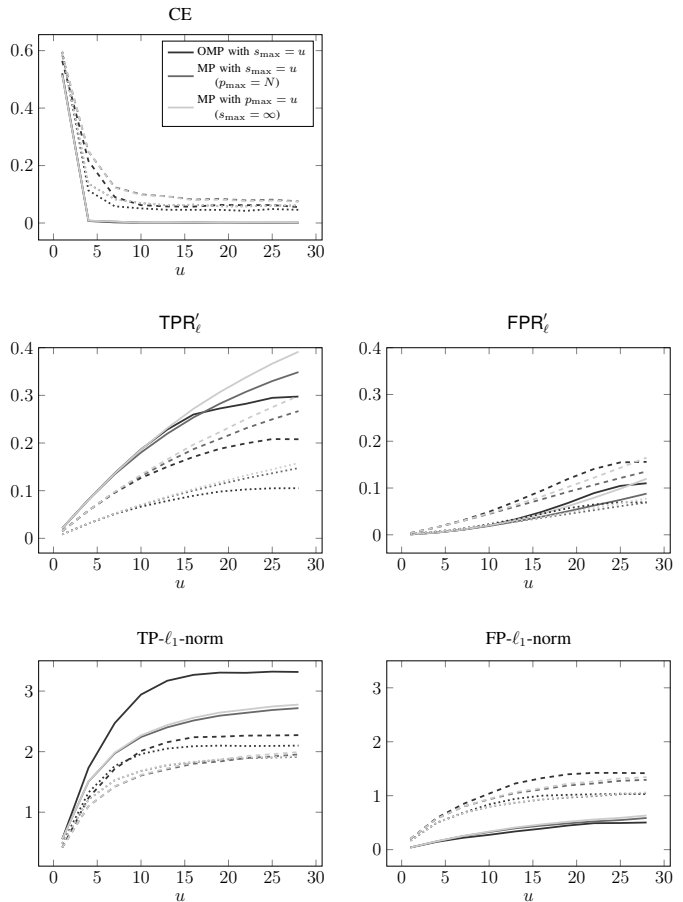 CE
0.6
0.4
0.2
0
OMP with s_max = u
MP with s_max = u
(p_max = N)
MP with p_max = u
(s_max = ∞)
0 5 10 15 20 25 30
u
TPR′_ℓ
0.4
0.3
0.2
0.1
0
0 5 10 15 20 25 30
u
FPR′_ℓ
0.4
0.3
0.2
0.1
0
0 5 10 15 20 25 30
u
TP-ℓ₁-norm
3
2
1
0 5 10 15 20 25 30
u
FP-ℓ₁-norm
3
2
1
0
0 5 10 15 20 25 30
u